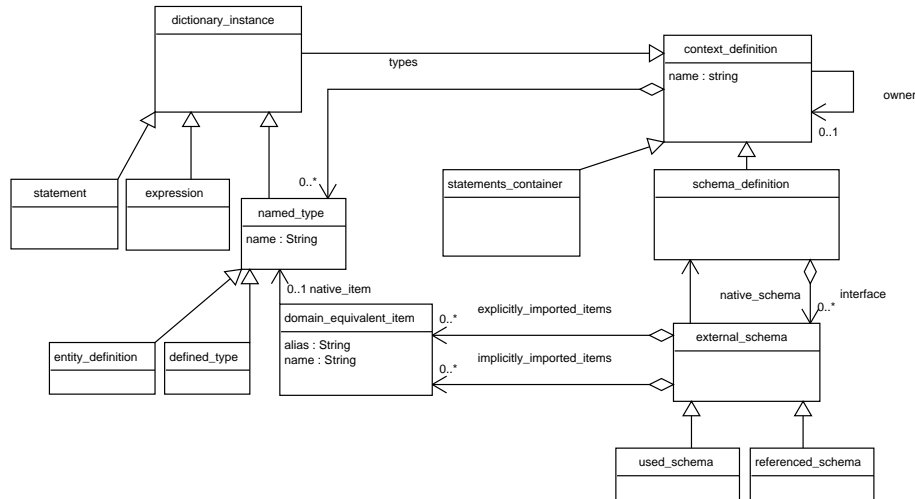 dictionary_instance
context_definition
types
name : string
owner
0..1
statement
expression
0..*
statements_container
schema_definition
named_type
name : String
0..1 native_item
native_schema
interface
0..*
domain_equivalent_item
explicitly_imported_items
0..*
external_schema
alias : String
name : String
entity_definition
defined_type
implicitly_imported_items
0..*
used_schema
referenced_schema